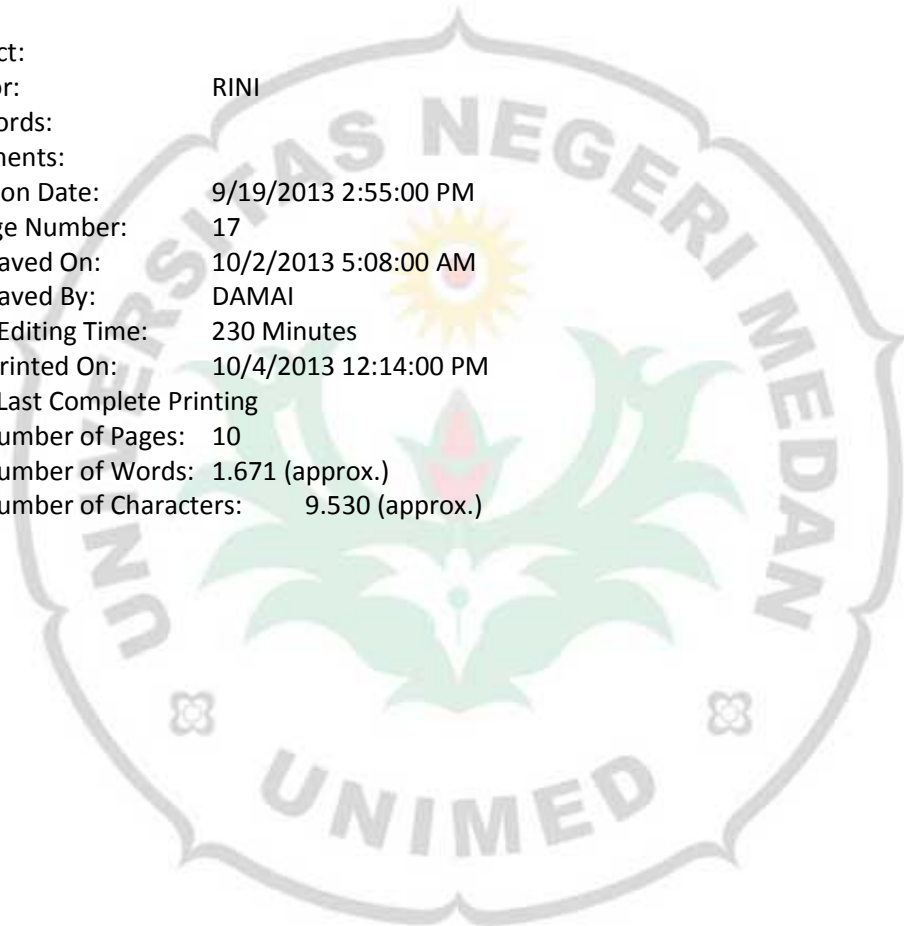 ct:
or: RINI
ords:
nents:
on Date: 9/19/2013 2:55:00 PM
ge Number: 17
aved On: 10/2/2013 5:08:00 AM
aved By: DAMAI
Editing Time: 230 Minutes
rinted On: 10/4/2013 12:14:00 PM
Last Complete Printing
umber of Pages: 10
umber of Words: 1.671 (approx.)
umber of Characters: 9.530 (approx.)
UNIVERSITAS NEGERI MEDAN
UNIMED